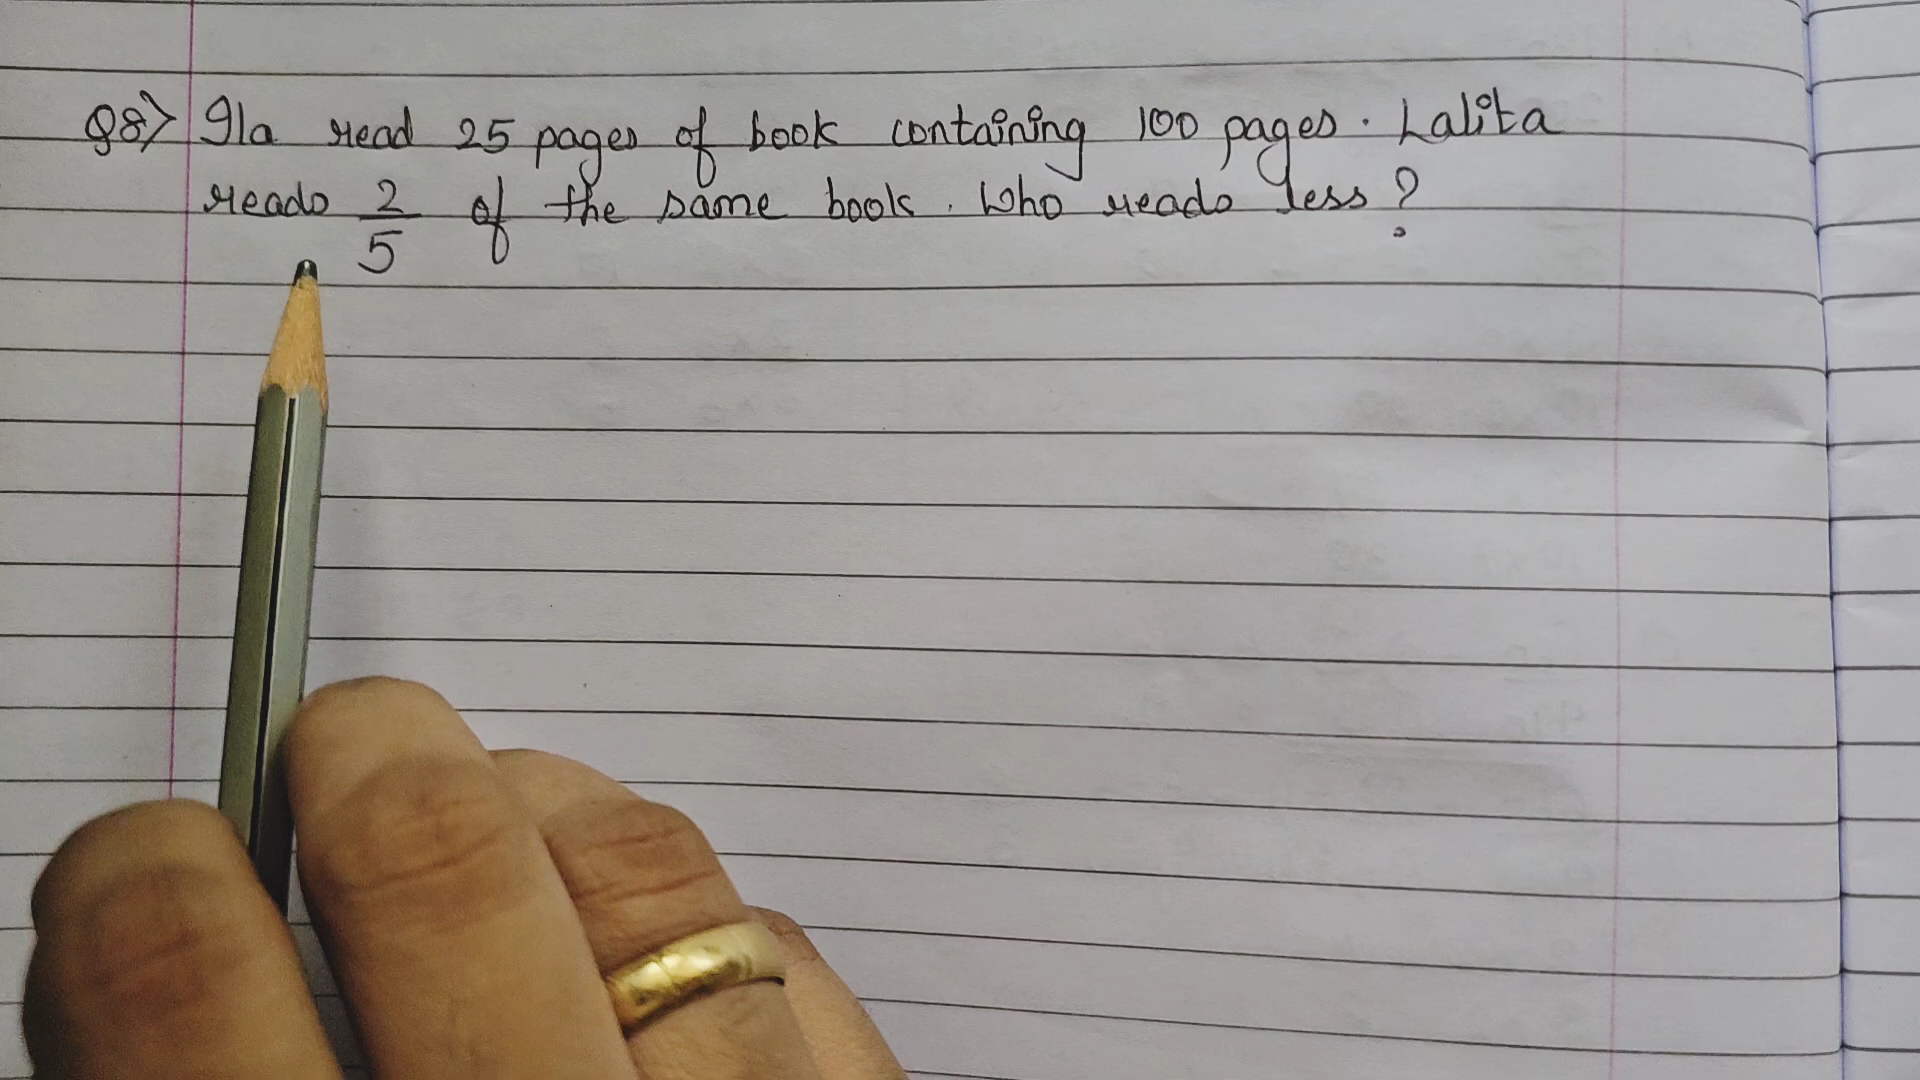 Q8> Ila read 25 pages of book containing 100 pages. Lalita
reads 2/5 of the same book. Who reads less?